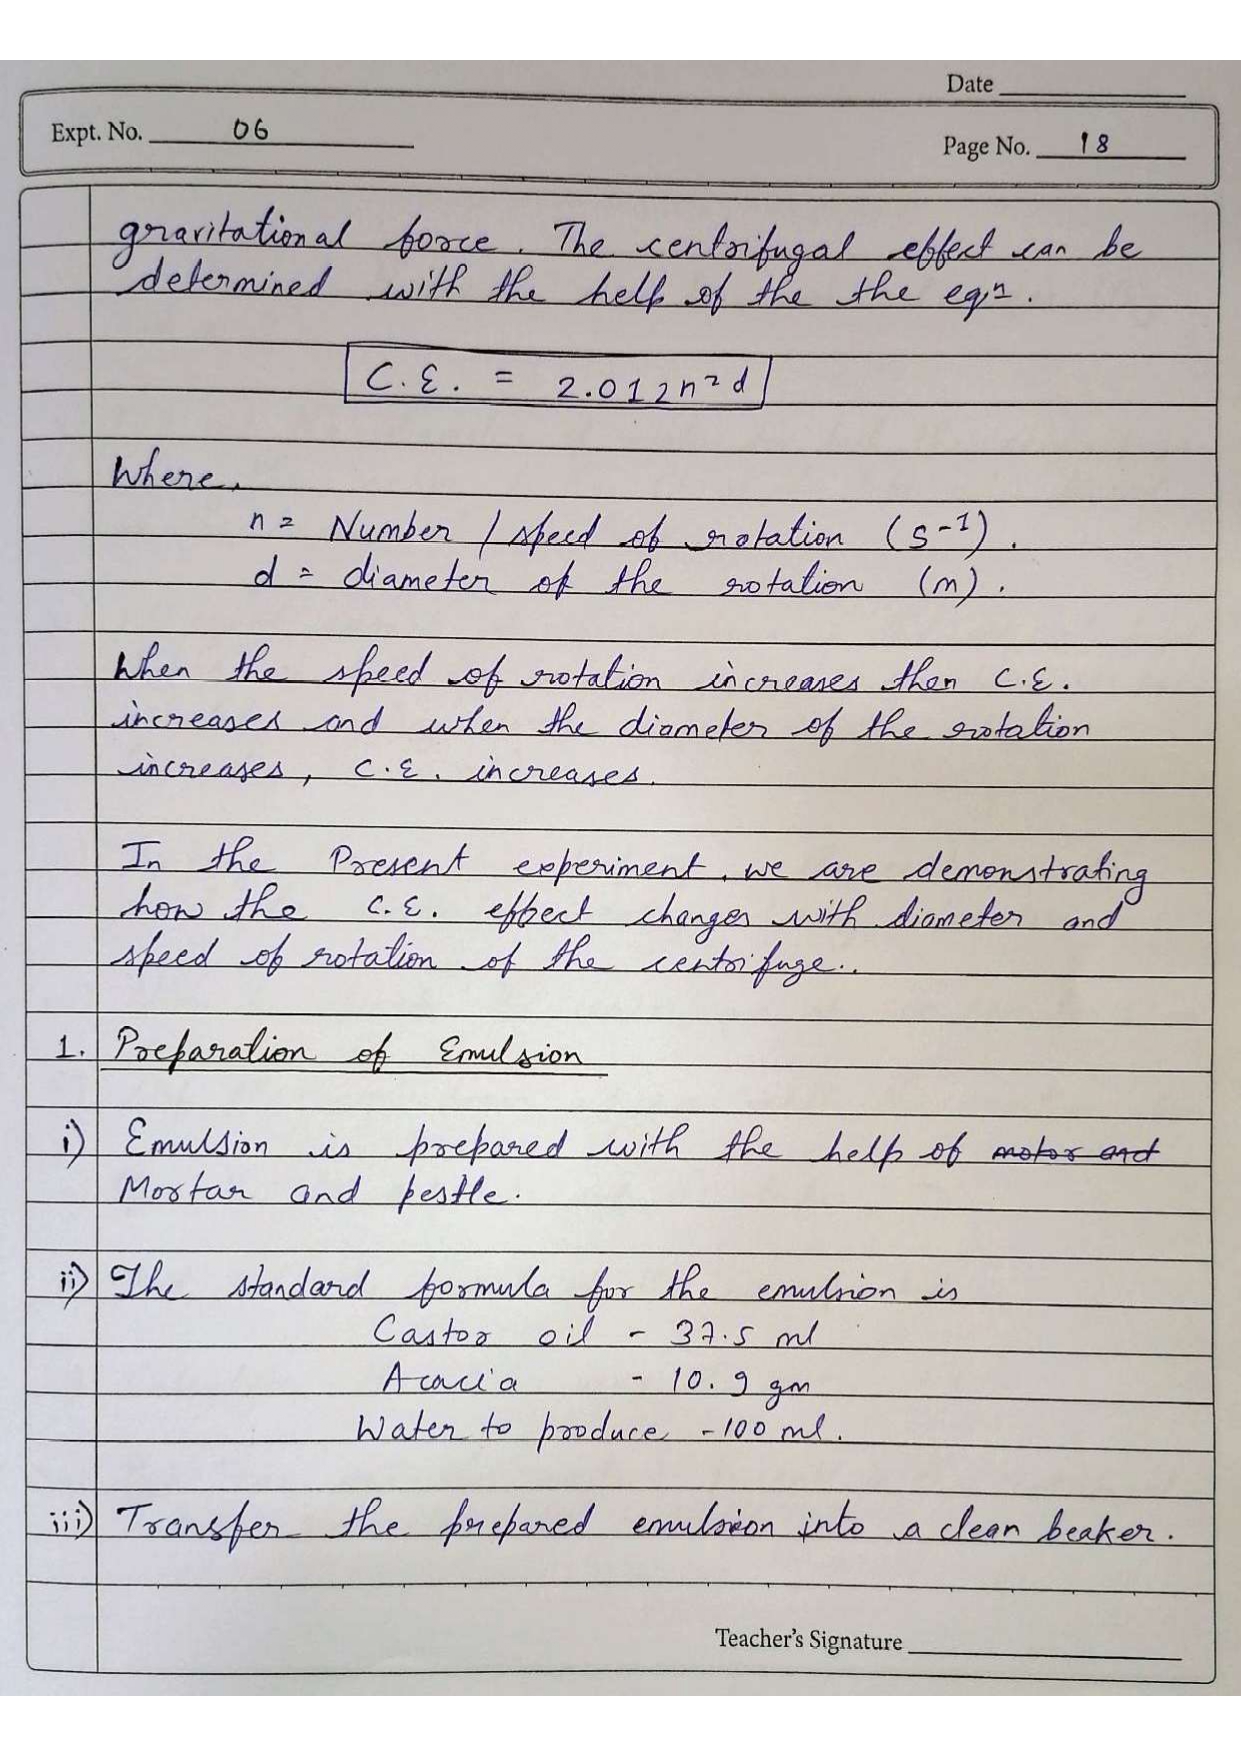 Date
Expt. No. 06
Page No. 18
gravitational force. The centrifugal effect can be
determined with the help of the the eqn.
C.E. = 2.012n²d
Where,
n = Number / speed of rotation (s-1).
d = diameter of the rotation (m).
When the speed of rotation increases then C.E.
increases and when the diameter of the rotation
increases, C.E. increases.
In the Present experiment, we are demonstrating
how the C.E. effect changes with diameter and
speed of rotation of the centrifuge..
1. Preparation of Emulsion
i) Emulsion is prepared with the help of motor and
Mortar and pestle.
ii) The standard formula for the emulsion is
Castor oil - 37.5 ml
Acacia - 10.9 gm
Water to produce - 100 ml.
iii) Transfer the prepared emulsion into a clean beaker.
Teacher's Signature